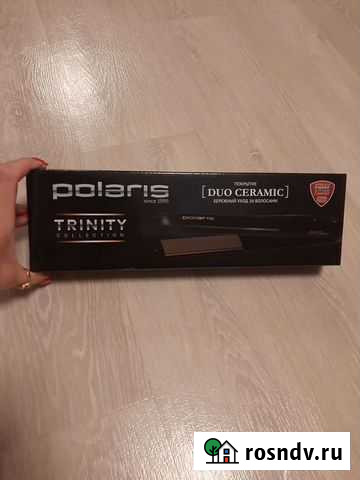 polaris
since 1992
TRINITY
COLLECTION
ПОКРЫТИЕ
[DUO CERAMIC]
БЕРЕЖНЫЙ УХОД ЗА ВОЛОСАМИ
rosndv.ru